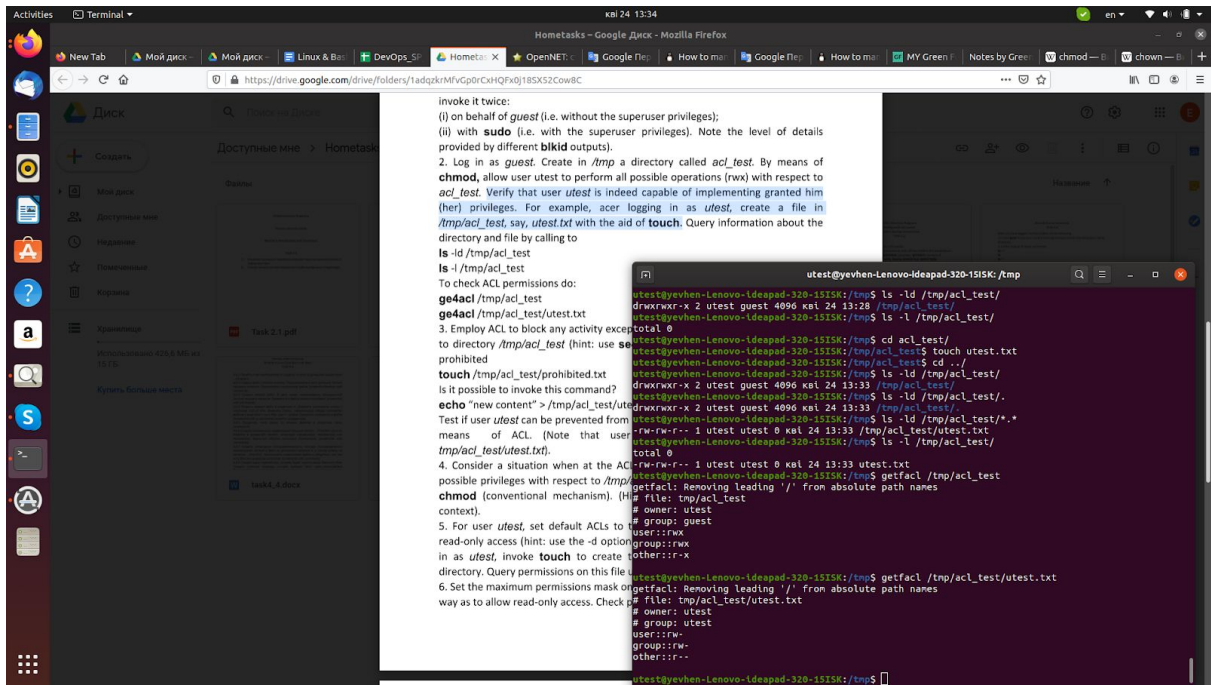 Activities
Terminal
кві 24 13:34
en
Hometasks – Google Диск - Mozilla Firefox
New Tab
Мой диск –
Мой диск –
Linux & Bas
DevOps_SP
Hometas
OpenNET: с
Google Пер
How to mar
Google Пер
How to mar
MY Green F
Notes by Green
chmod — В
chown — Ви
https://drive.google.com/drive/folders/1adqzkrMfvGp0rCxHQFx0j18SX52Cow8C
Диск
Поиск на Диске
Создать
Доступные мне > Hometask
Мой диск
Доступные мне
Недавние
Помеченные
Корзина
Хранилище
Купить больше места
Файлы
Название
Task 2.1.pdf
task6_6.docx
invoke it twice:
(i) on behalf of guest (i.e. without the superuser privileges);
(ii) with sudo (i.e. with the superuser privileges). Note the level of details
provided by different blkid outputs).
2. Log in as guest. Create in /tmp a directory called acl_test. By means of
chmod, allow user utest to perform all possible operations (rwx) with respect to
acl_test. Verify that user utest is indeed capable of implementing granted him
(her) privileges. For example, acer logging in as utest, create a file in
/tmp/acl_test, say, utest.txt with the aid of touch. Query information about the
directory and file by calling to
ls -ld /tmp/acl_test
ls -l /tmp/acl_test
To check ACL permissions do:
ge4acl /tmp/acl_test
ge4acl /tmp/acl_test/utest.txt
3. Employ ACL to block any activity excep
to directory /tmp/acl_test (hint: use se
prohibited
touch /tmp/acl_test/prohibited.txt
Is it possible to invoke this command?
echo “new content” > /tmp/acl_test/ute
Test if user utest can be prevented from
means of ACL. (Note that user
tmp/acl_test/utest.txt).
4. Consider a situation when at the ACL
possible privileges with respect to /tmp/
chmod (conventional mechanism). (Hi
context).
5. For user utest, set default ACLs to t
read-only access (hint: use the -d option
in as utest, invoke touch to create t
directory. Query permissions on this file u
6. Set the maximum permissions mask on
way as to allow read-only access. Check p
utest@yevhen-Lenovo-ideapad-320-15ISK: /tmp
utest@yevhen-Lenovo-ideapad-320-15ISK:/tmp$ ls -ld /tmp/acl_test/
drwxrwxr-x 2 utest guest 4096 кві 24 13:28 /tmp/acl_test/
utest@yevhen-Lenovo-ideapad-320-15ISK:/tmp$ ls -l /tmp/acl_test/
total 0
utest@yevhen-Lenovo-ideapad-320-15ISK:/tmp$ cd acl_test/
utest@yevhen-Lenovo-ideapad-320-15ISK:/tmp/acl_test$ touch utest.txt
utest@yevhen-Lenovo-ideapad-320-15ISK:/tmp/acl_test$ cd ../
utest@yevhen-Lenovo-ideapad-320-15ISK:/tmp$ ls -ld /tmp/acl_test/
drwxrwxr-x 2 utest guest 4096 кві 24 13:33 /tmp/acl_test/
utest@yevhen-Lenovo-ideapad-320-15ISK:/tmp$ ls -ld /tmp/acl_test/.
drwxrwxr-x 2 utest guest 4096 кві 24 13:33 /tmp/acl_test/.
utest@yevhen-Lenovo-ideapad-320-15ISK:/tmp$ ls -ld /tmp/acl_test/*.*
-rw-rw-r-- 1 utest utest 0 кві 24 13:33 /tmp/acl_test/utest.txt
utest@yevhen-Lenovo-ideapad-320-15ISK:/tmp$ ls -l /tmp/acl_test/
total 0
-rw-rw-r-- 1 utest utest 0 кві 24 13:33 utest.txt
utest@yevhen-Lenovo-ideapad-320-15ISK:/tmp$ getfacl /tmp/acl_test
getfacl: Removing leading '/' from absolute path names
# file: tmp/acl_test
# owner: utest
# group: guest
user::rwx
group::rwx
other::r-x
utest@yevhen-Lenovo-ideapad-320-15ISK:/tmp$ getfacl /tmp/acl_test/utest.txt
getfacl: Removing leading '/' from absolute path names
# file: tmp/acl_test/utest.txt
# owner: utest
# group: utest
user::rw-
group::rw-
other::r--
utest@yevhen-Lenovo-ideapad-320-15ISK:/tmp$